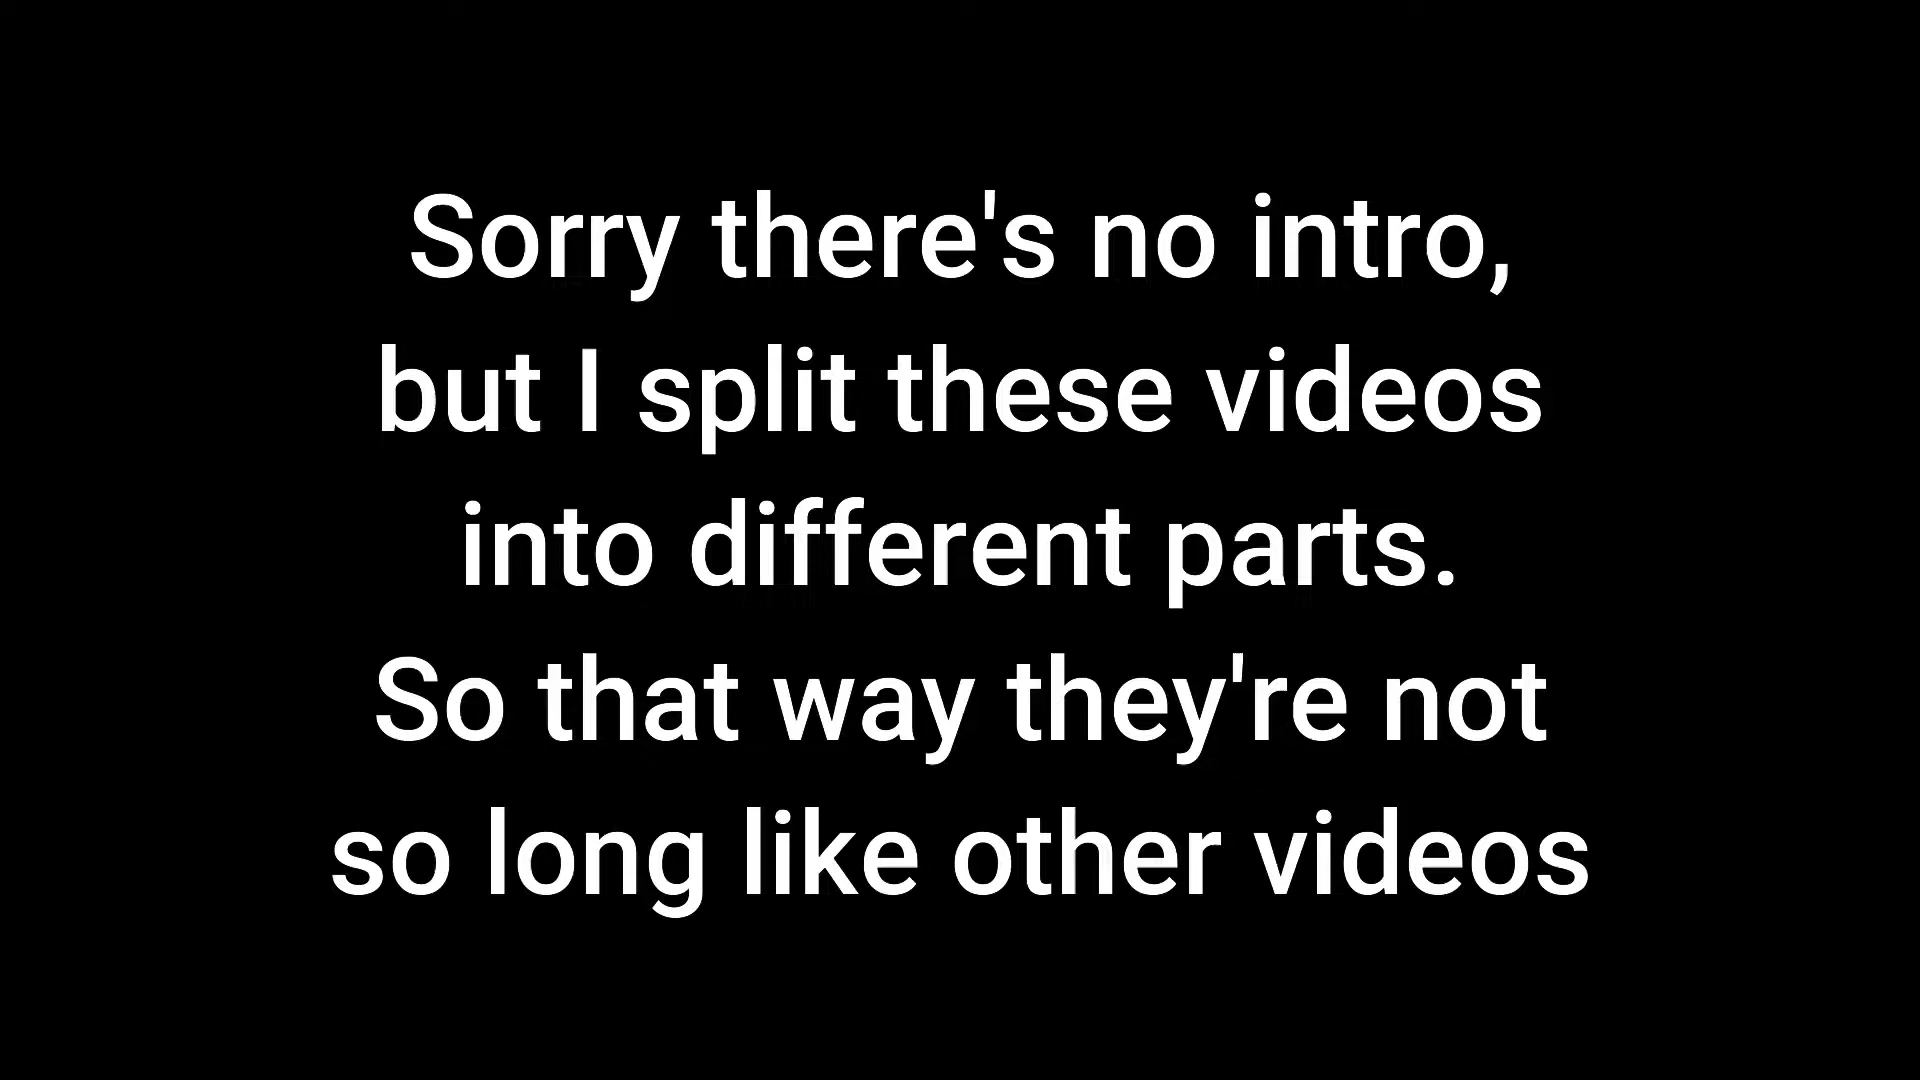 Sorry there's no intro,
but I split these videos
into different parts.
So that way they're not
so long like other videos